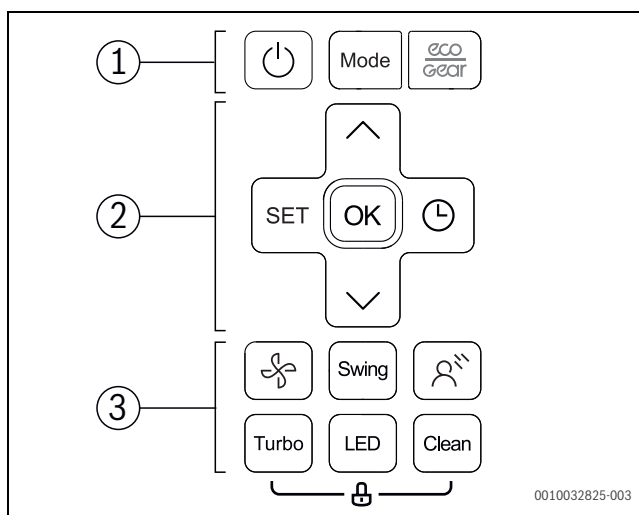 1
Mode
eco
Gear
2
SET
OK
3
Swing
Turbo
LED
Clean
0010032825-003